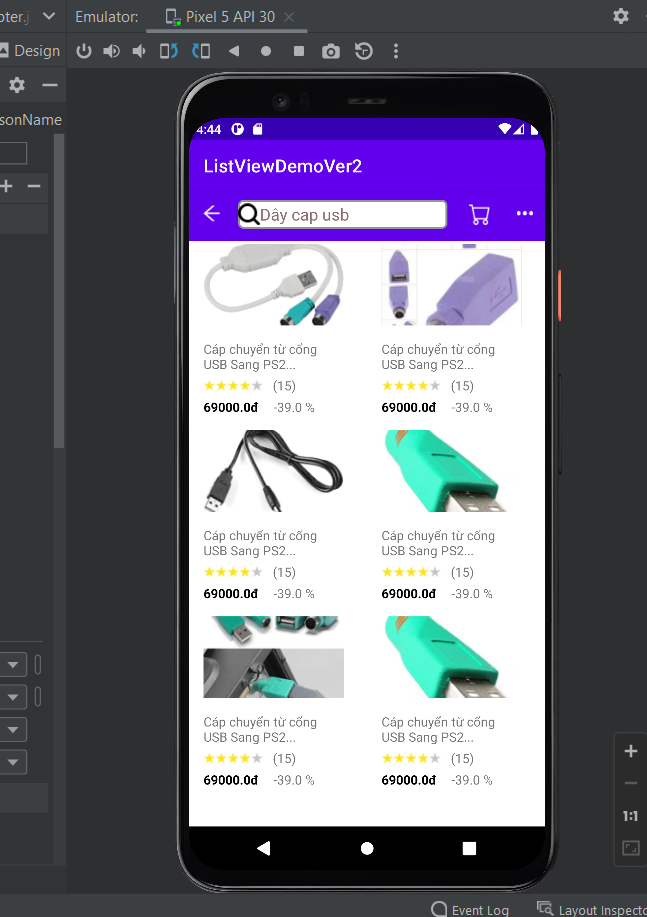 pter.j
Emulator:
Pixel 5 API 30
Design
sonName
4:44
ListViewDemoVer2
Dây cap usb
Cáp chuyển từ cổng
USB Sang PS2...
(15)
69000.0đ -39.0 %
Cáp chuyển từ cổng
USB Sang PS2...
(15)
69000.0đ -39.0 %
Cáp chuyển từ cổng
USB Sang PS2...
(15)
69000.0đ -39.0 %
Cáp chuyển từ cổng
USB Sang PS2...
(15)
69000.0đ -39.0 %
Cáp chuyển từ cổng
USB Sang PS2...
(15)
69000.0đ -39.0 %
Cáp chuyển từ cổng
USB Sang PS2...
(15)
69000.0đ -39.0 %
1:1
Event Log
Layout Inspecto